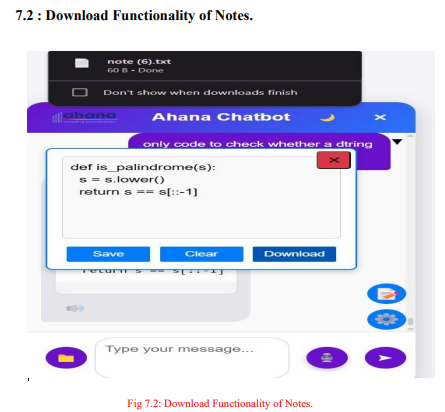 7.2 : Download Functionality of Notes.
note (6).txt
60 B • Done
Don't show when downloads finish
ahana
Ahana Chatbot
only code to check whether a dtring
def is_palindrome(s):
s = s.lower()
return s == s[::-1]
Save Clear Download
return s == s[::-1]
Type your message...
Fig 7.2: Download Functionality of Notes.